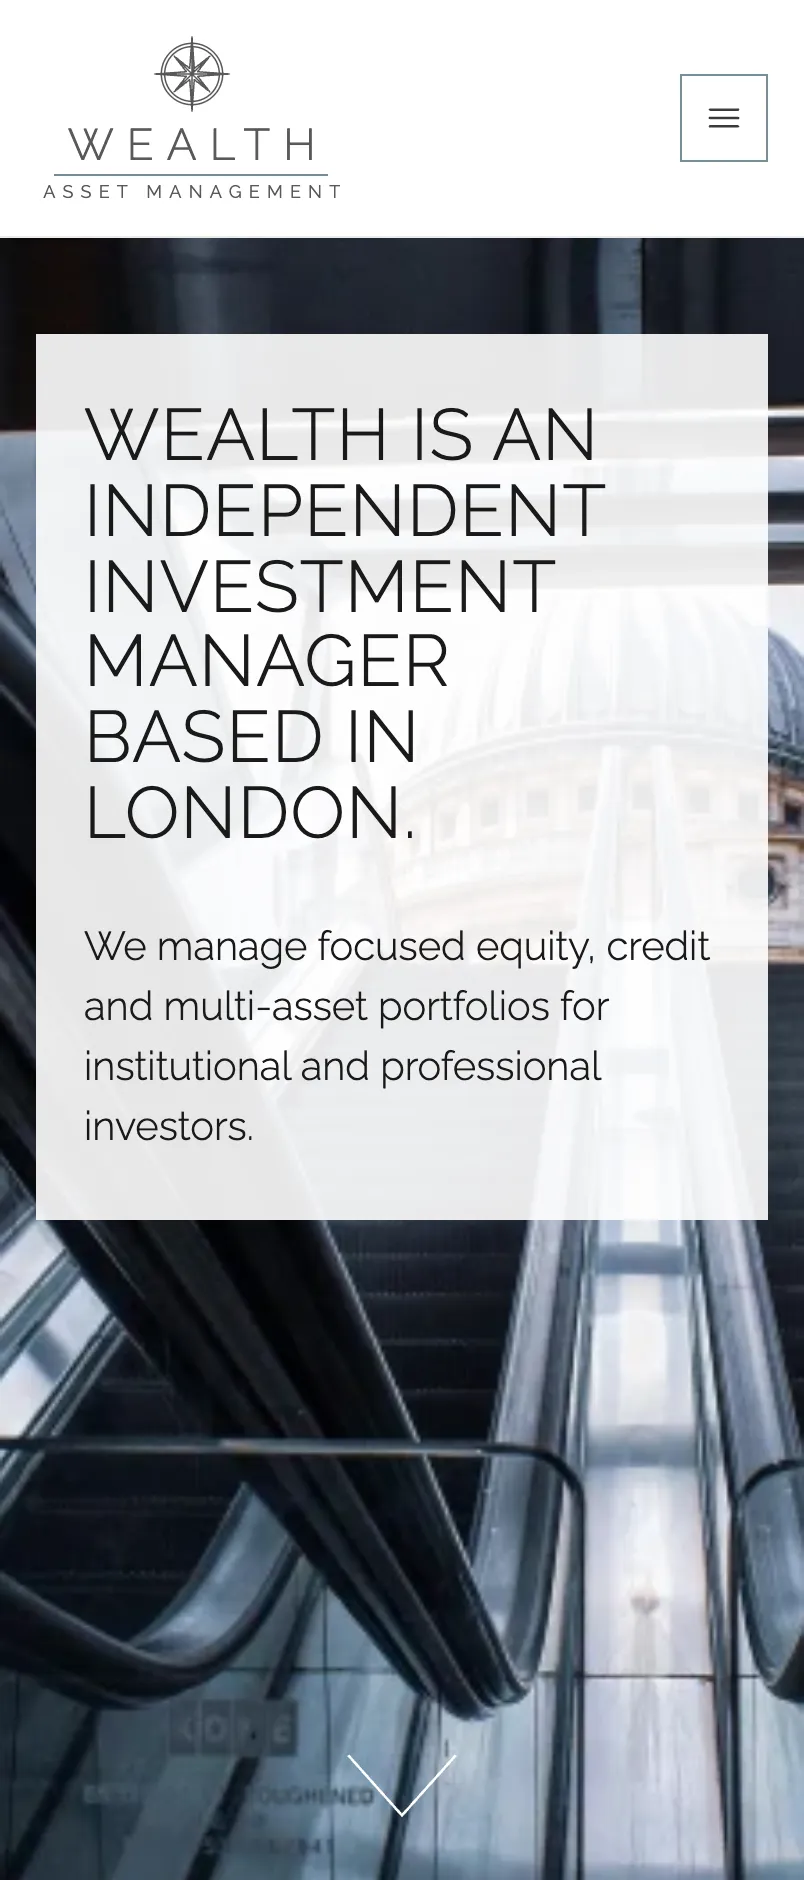 WEALTH
ASSET MANAGEMENT
WEALTH IS AN
INDEPENDENT
INVESTMENT
MANAGER
BASED IN
LONDON.
We manage focused equity, credit
and multi-asset portfolios for
institutional and professional
investors.